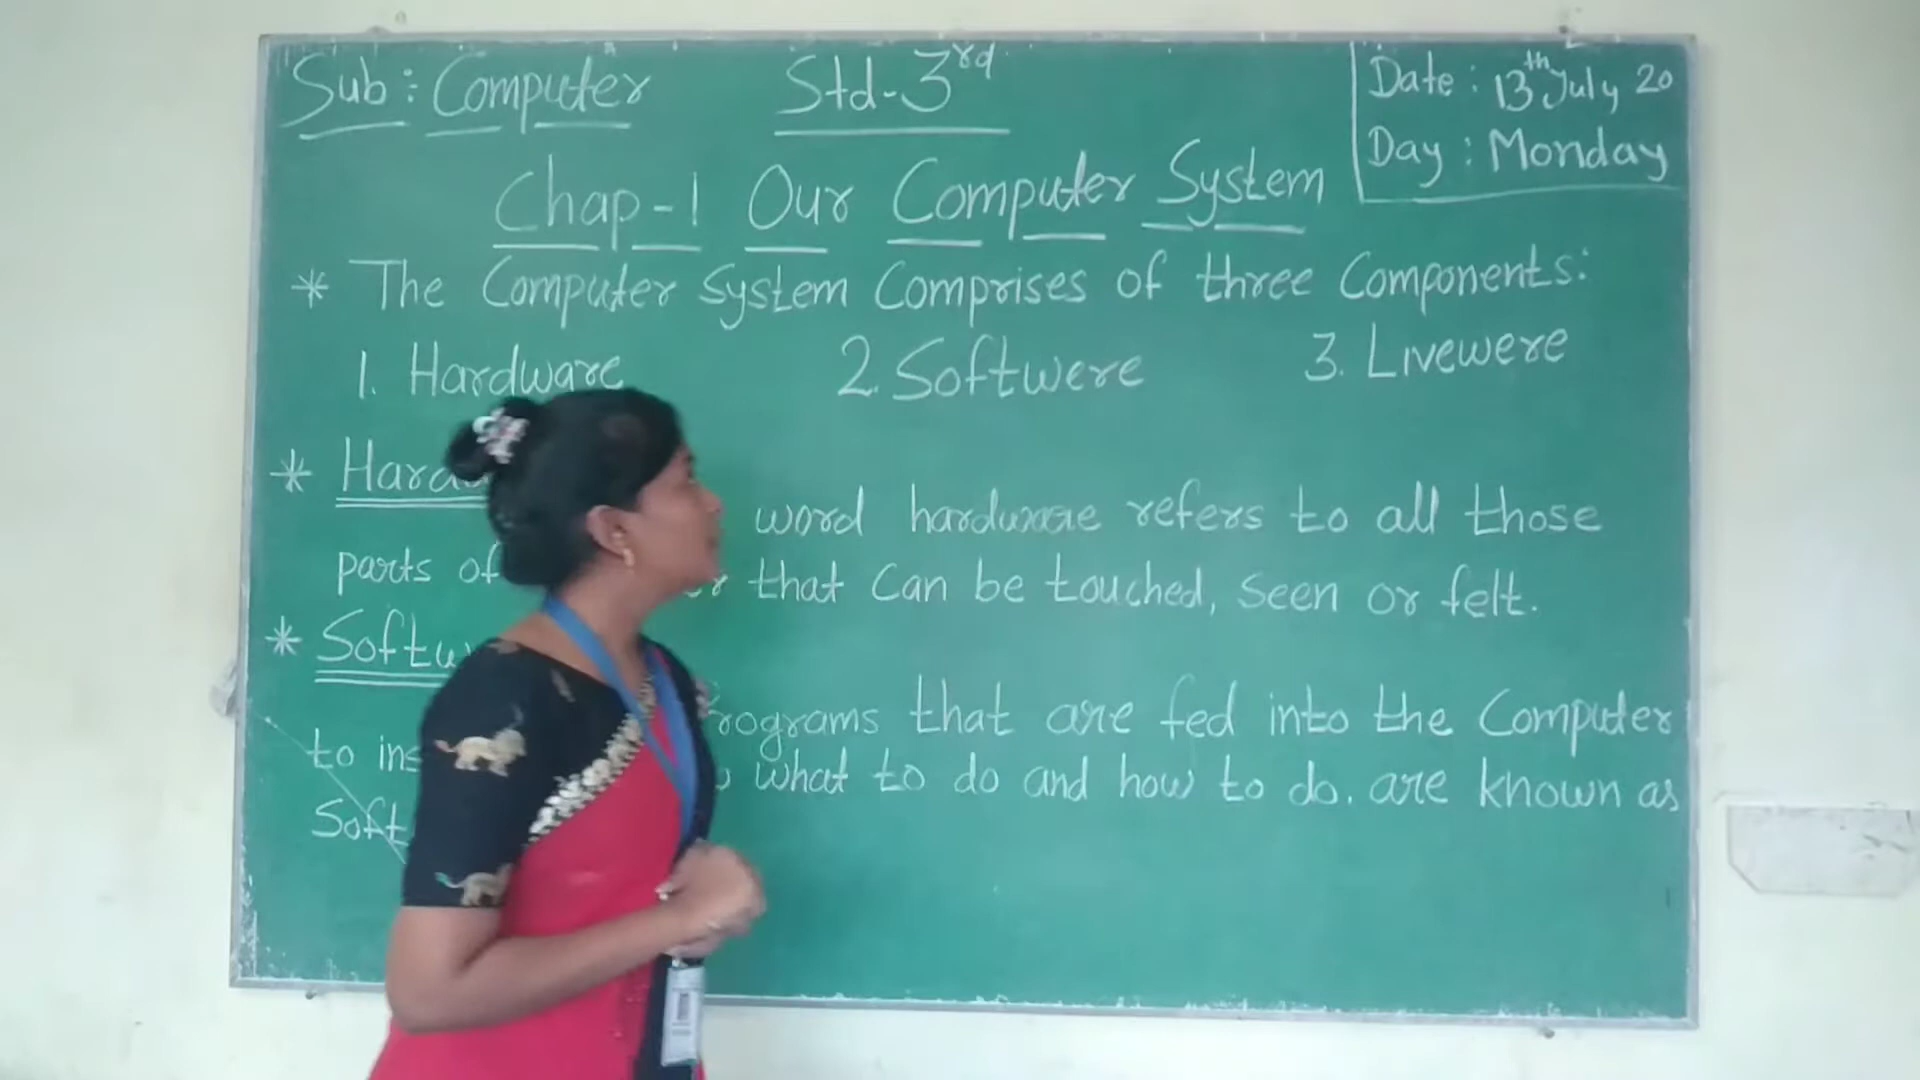 Sub : Computer Std-3rd
Date : 13th July 20
Day : Monday
Chap-1 Our Computer System
* The Computer System Comprises of three Components:
1. Hardware 2. Softwere 3. Livewere
* Hard
word hardware refers to all those
parts of that Can be touched, Seen or felt.
* Softw
rograms that are fed into the Computer
to ins what to do and how to do. are known as
Soft